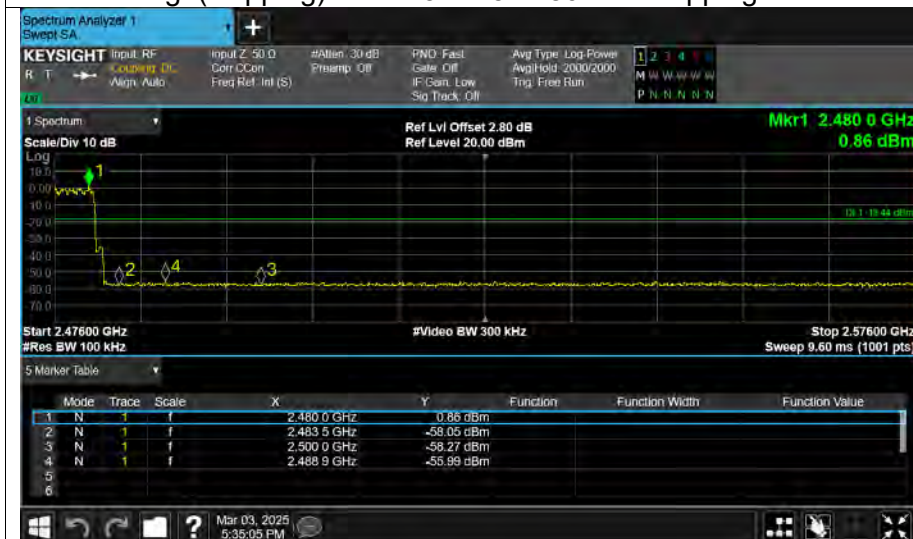 Spectrum Analyzer 1
Swept SA
+
KEYSIGHT
R T
Input: RF
Coupling: DC
Align: Auto
Input Z: 50 Ω
Corr CCorr
Freq Ref: Int (S)
#Atten: 30 dB
Preamp: Off
PNO: Fast
Gate: Off
IF Gain: Low
Sig Track: Off
Avg Type: Log-Power
Avg|Hold: 2000/2000
Trig: Free Run
1 2 3 4
M W W W W W
P N N N N N
1 Spectrum
Scale/Div 10 dB
Ref Lvl Offset 2.80 dB
Ref Level 20.00 dBm
Mkr1 2.480 0 GHz
0.86 dBm
Log
10.0
0.00
-10.0
-20.0
-30.0
-40.0
-50.0
-60.0
-70.0
1
2
4
3
DL1 -19.44 dBm
Start 2.47600 GHz
#Res BW 100 kHz
#Video BW 300 kHz
Stop 2.57600 GHz
Sweep 9.60 ms (1001 pts)
5 Marker Table
Mode Trace Scale X Y Function Function Width Function Value
1 N 1 f 2.480 0 GHz 0.86 dBm
2 N 1 f 2.483 5 GHz -58.05 dBm
3 N 1 f 2.500 0 GHz -58.27 dBm
4 N 1 f 2.488 9 GHz -55.99 dBm
5
6
?
Mar 03, 2025
5:35:05 PM